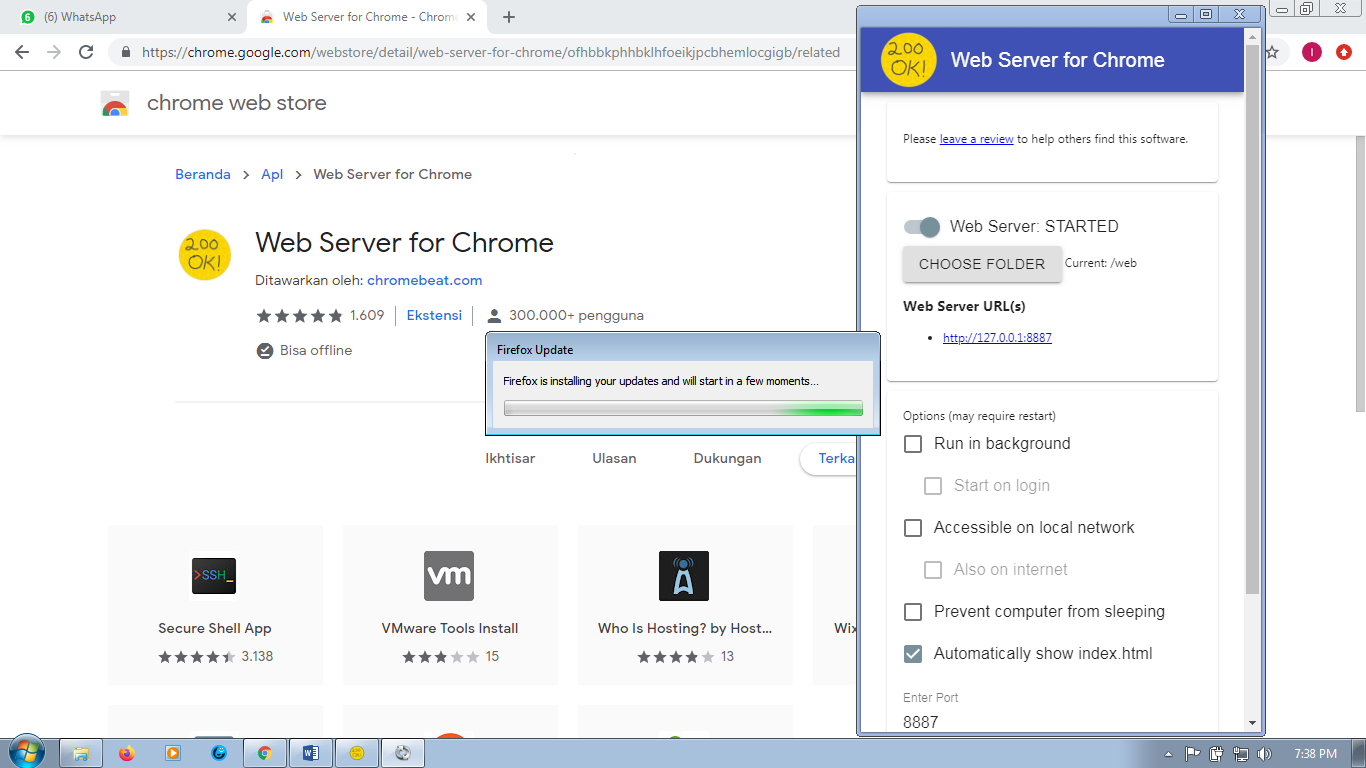 (6) WhatsApp
Web Server for Chrome - Chrom
https://chrome.google.com/webstore/detail/web-server-for-chrome/ofhbbkphhbklhfoeikjpcbhemlocgigb/related
I
chrome web store
Beranda > Apl > Web Server for Chrome
200 OK!
Web Server for Chrome
Ditawarkan oleh: chromebeat.com
1.609 Ekstensi 300.000+ pengguna
Bisa offline
Ikhtisar Ulasan Dukungan Terka
>SSH_
Secure Shell App
3.138
vm
VMware Tools Install
15
Who Is Hosting? by Host...
13
Wix
Firefox Update
Firefox is installing your updates and will start in a few moments...
200 OK!
Web Server for Chrome
Please leave a review to help others find this software.
Web Server: STARTED
CHOOSE FOLDER Current: /web
Web Server URL(s)
http://127.0.0.1:8887
Options (may require restart)
Run in background
Start on login
Accessible on local network
Also on internet
Prevent computer from sleeping
Automatically show index.html
Enter Port
8887
7:38 PM